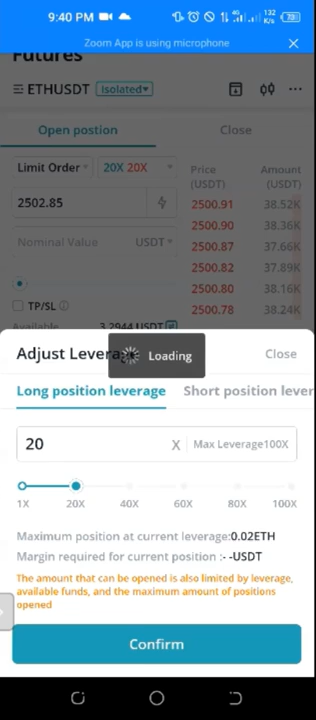 9:40 PM
4G
132
K/s
Zoom App is using microphone
Futures
ETHUSDT Isolated
Open postion Close
Limit Order 20X 20X
Price
(USDT)
Amount
(USDT)
2502.85
2500.91 38.52K
2500.90 38.36K
Nominal Value USDT
2500.87 37.66K
2500.82 37.89K
2500.80 38.16K
TP/SL
2500.78 38.24K
Available 3.2944 USDT
Adjust Levera
Loading
Close
Long position leverage Short position lever
20 X Max Leverage100X
1X 20X 40X 60X 80X 100X
Maximum position at current leverage:0.02ETH
Margin required for current position :- -USDT
The amount that can be opened is also limited by leverage,
available funds, and the maximum amount of positions
opened
Confirm